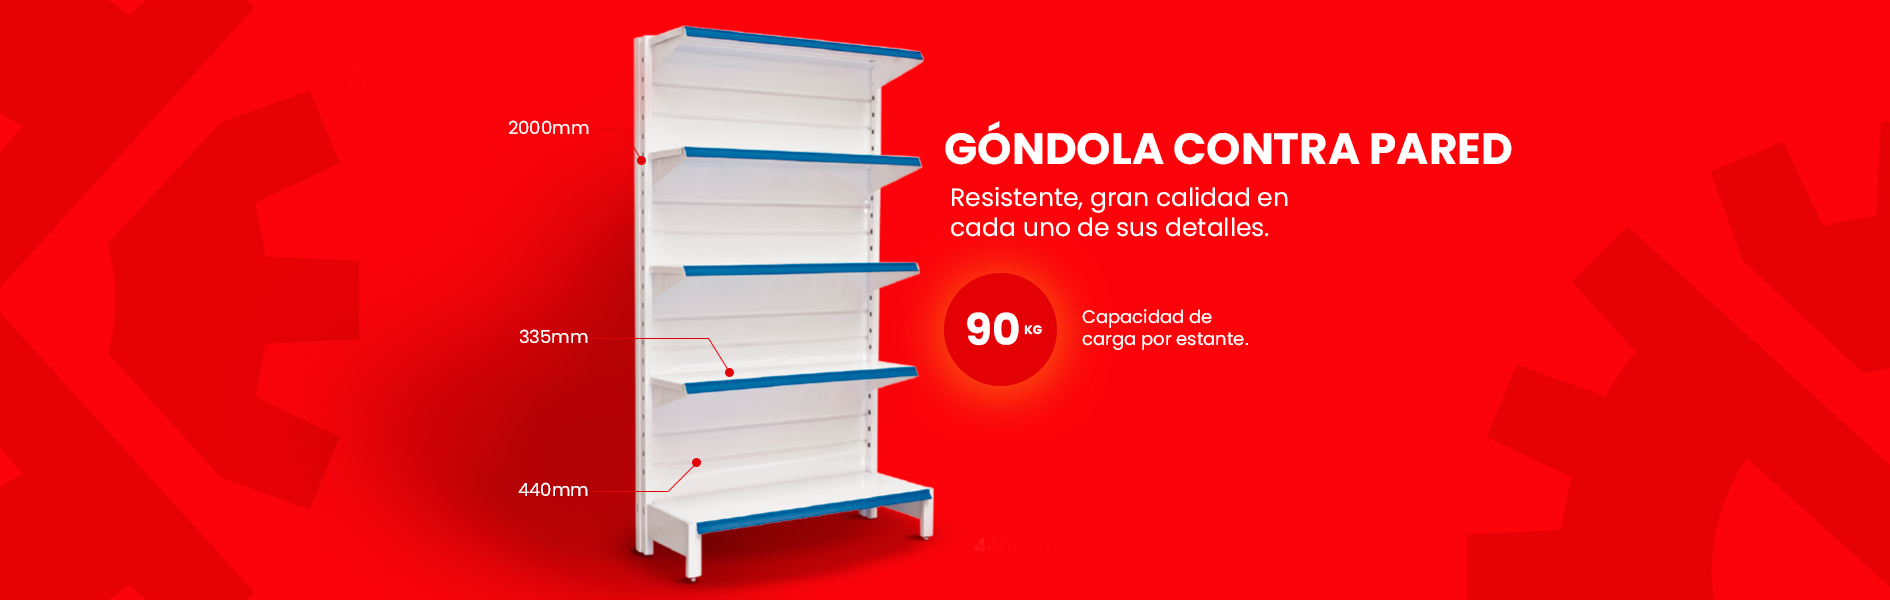 2000mm
GÓNDOLA CONTRA PARED
Resistente, gran calidad en
cada uno de sus detalles.
90 KG
Capacidad de
carga por estante.
335mm
440mm